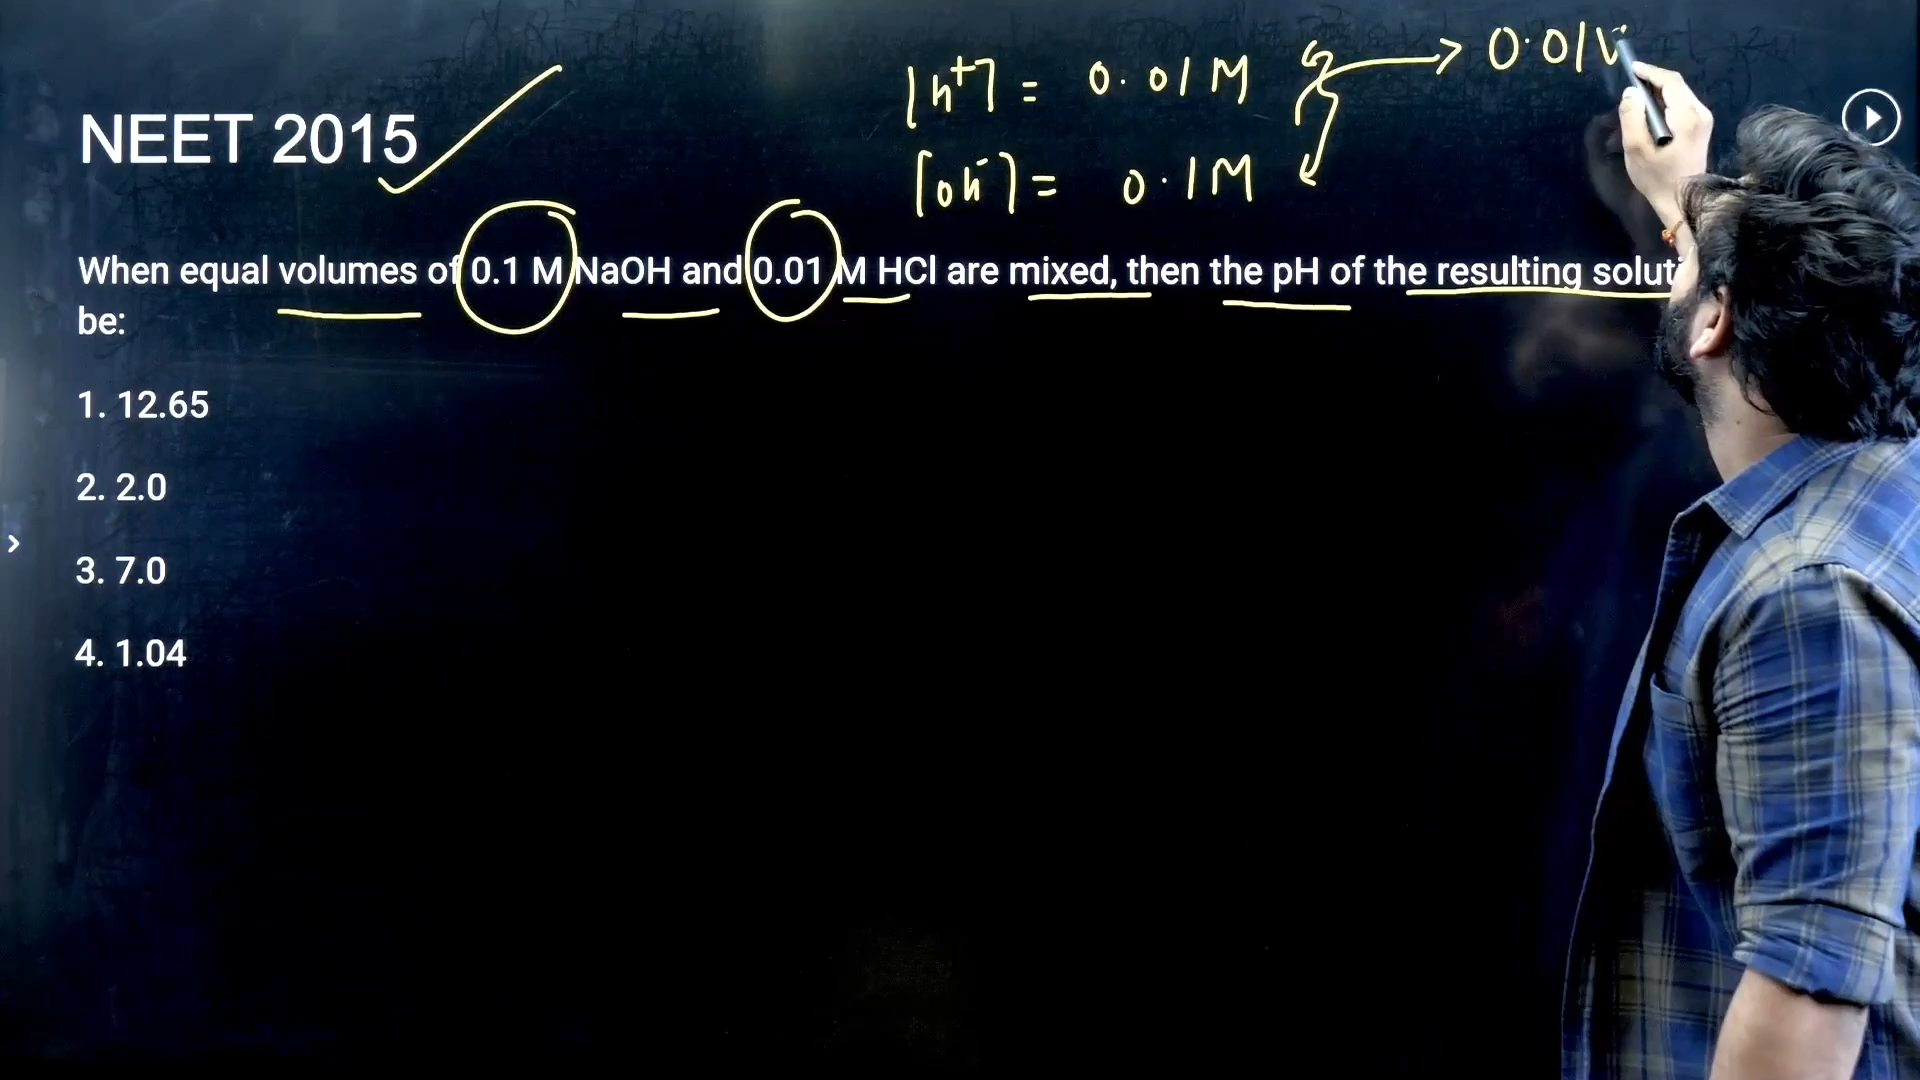 [h+] = 0.01 M → 0.01V
[oh-] = 0.1 M
NEET 2015
When equal volumes of 0.1 M NaOH and 0.01 M HCl are mixed, then the pH of the resulting
be:
1. 12.65
2. 2.0
3. 7.0
4. 1.04